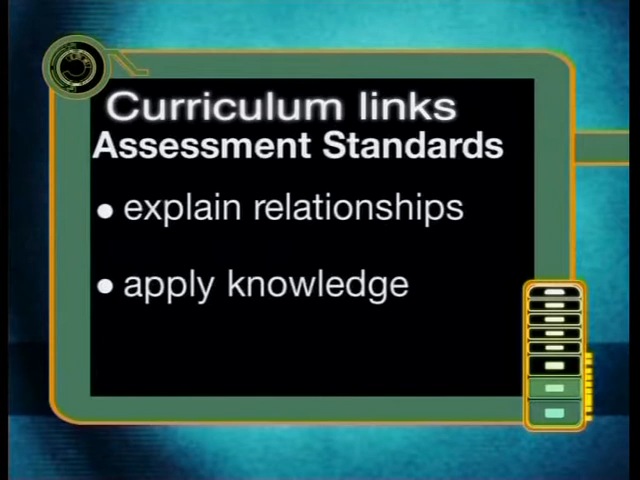 Curriculum links
Assessment Standards
• explain relationships
• apply knowledge